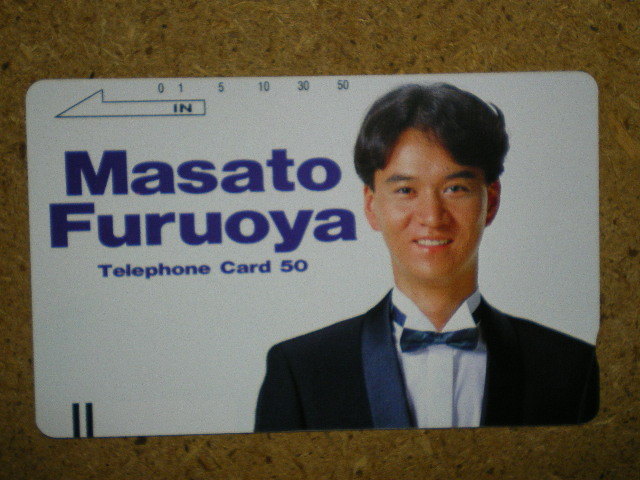 0 1 5 10 30 50
IN
Masato
Furuoya
Telephone Card 50